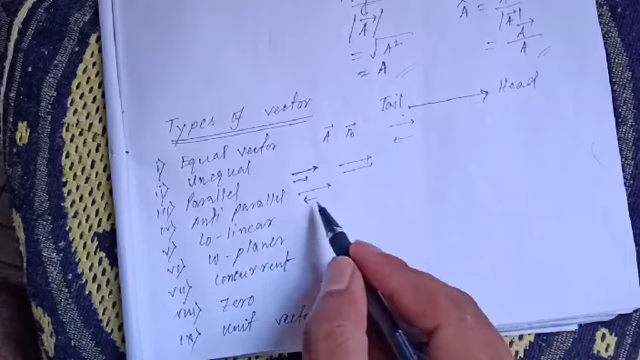 |A⃗|
= √A²
= A
Â =
|A⃗|
= A⃗
A
Types of vector
Tail Head
A⃗ B⃗
i) Equal vector
ii) Unequal
iii) Parallel
iv) Anti parallel
v) Co-linear
vi) Co-planer
vii) Concurrent
viii) Zero
ix) Unit vector